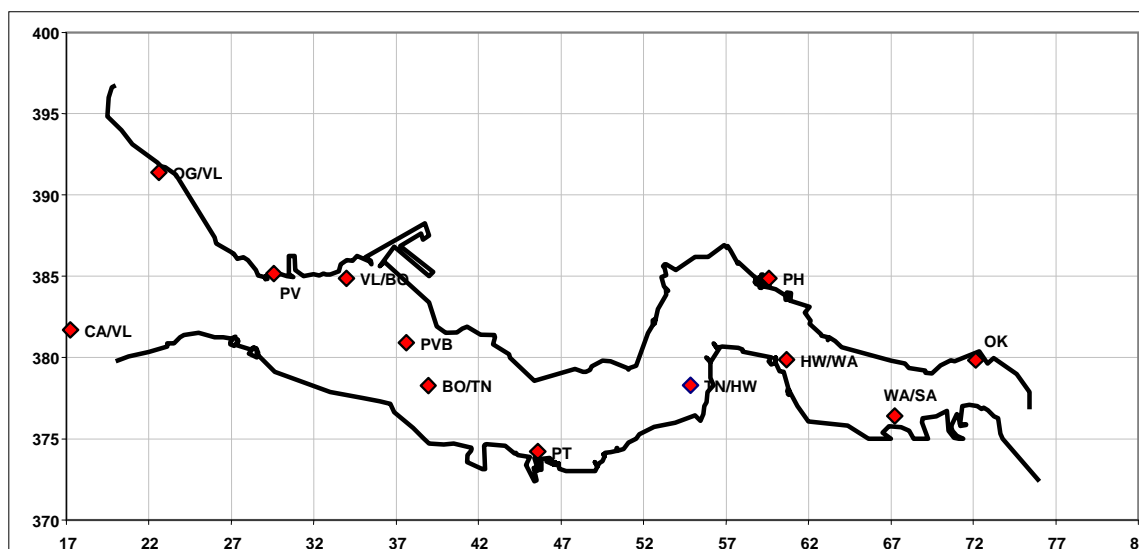 400
395
OG/VL
390
385
PV
VL/BO
PH
CA/VL
PVB
380
HW/WA
OK
BO/TN
TN/HW
WA/SA
375
PT
370
17 22 27 32 37 42 47 52 57 62 67 72 77 8